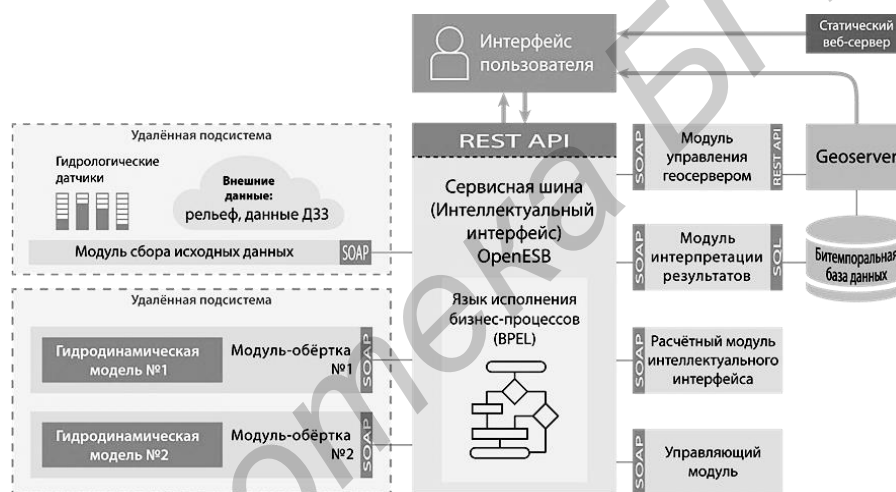 Статический
веб-сервер
Интерфейс
пользователя
Удалённая подсистема
Гидрологические
датчики
Внешние
данные:
рельеф, данные ДЗЗ
Модуль сбора исходных данных
SOAP
REST API
Сервисная шина
(Интеллектуальный
интерфейс)
OpenESB
Язык исполнения
бизнес-процессов
(BPEL)
SOAP
Модуль
управления
геосервером
REST API
Geoserver
SOAP
Модуль
интерпретации
результатов
SQL
Битемпоральная
база данных
Удалённая подсистема
Гидродинамическая
модель №1
Модуль-обёртка
№1
SOAP
Гидродинамическая
модель №2
Модуль-обёртка
№2
SOAP
SOAP
Расчётный модуль
интеллектуального
интерфейса
SOAP
Управляющий
модуль